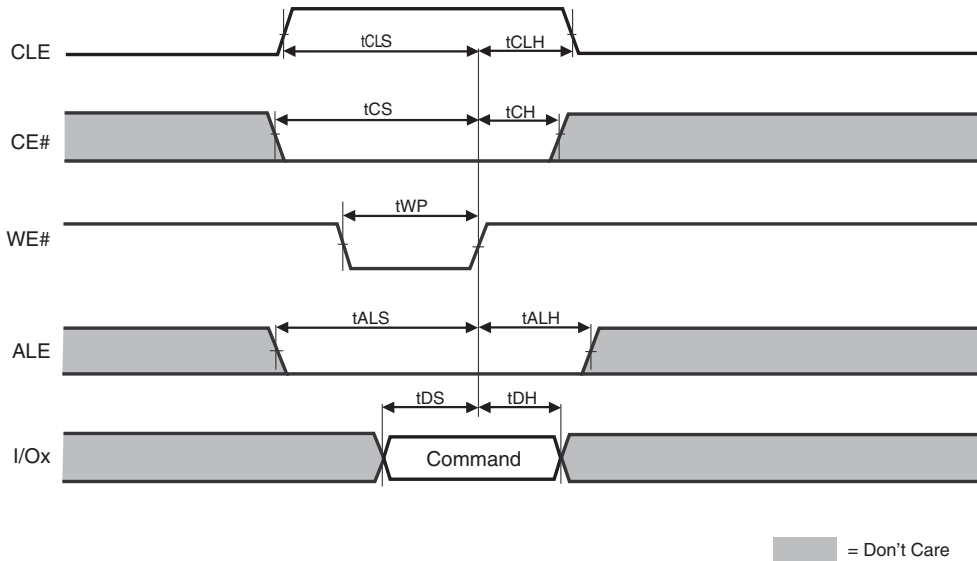 CLE
tCLS
tCLH
CE#
tCS
tCH
WE#
tWP
ALE
tALS
tALH
I/Ox
tDS
tDH
Command
= Don't Care